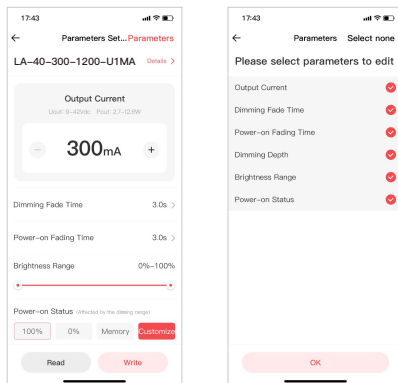 17:43
Parameters Set...Parameters
LA-40-300-1200-U1MA Details >
Output Current
Uout: 9-42Vdc Pout: 2.7-12.6W
300mA
Dimming Fade Time 3.0s >
Power-on Fading Time 3.0s >
Brightness Range 0%-100%
Power-on Status (Affected by the diming range)
100% 0% Memory Customize
Read Write
17:43
Parameters Select none
Please select parameters to edit
Output Current
Dimming Fade Time
Power-on Fading Time
Dimming Depth
Brightness Range
Power-on Status
OK